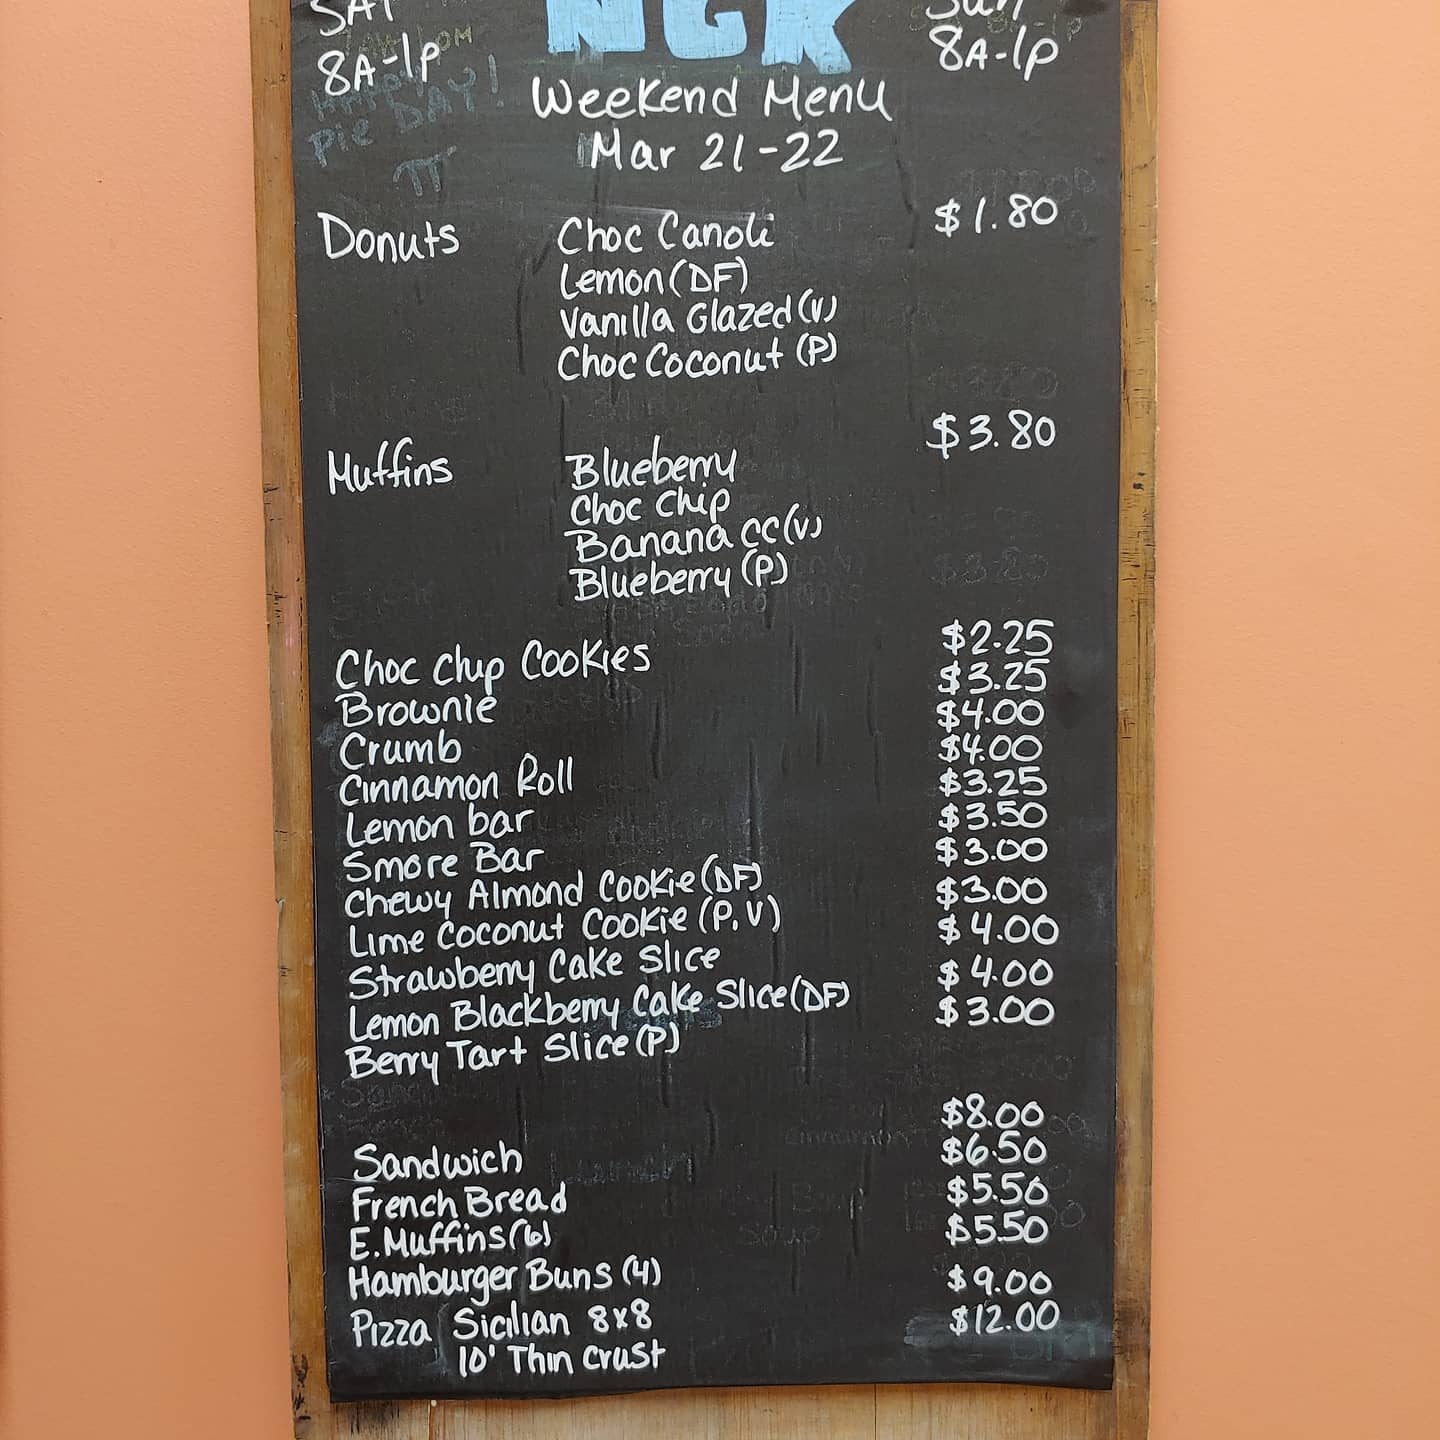 SAT NGK Sun
8A-1p 8A-1p
Weekend Menu
Pie DAY!
Mar 21-22
π
Donuts Choc Canoli $1.80
Lemon (DF)
Vanilla Glazed (V)
Choc Coconut (P)
Muffins Blueberry $3.80
Choc Chip
Banana CC (V)
Blueberry (P)
Choc Chip Cookies $2.25
Brownie $3.25
Crumb $4.00
Cinnamon Roll $4.00
Lemon bar $3.25
Smore Bar $3.50
Chewy Almond Cookie (DF) $3.00
Lime Coconut Cookie (P, V) $3.00
Strawberry Cake Slice $4.00
Lemon Blackberry Cake Slice (DF) $4.00
Berry Tart Slice (P) $3.00
Sandwich $8.00
French Bread $6.50
E. Muffins (6) $5.50
Hamburger Buns (4) $5.50
Pizza Sicilian 8x8 $9.00
10' Thin Crust $12.00